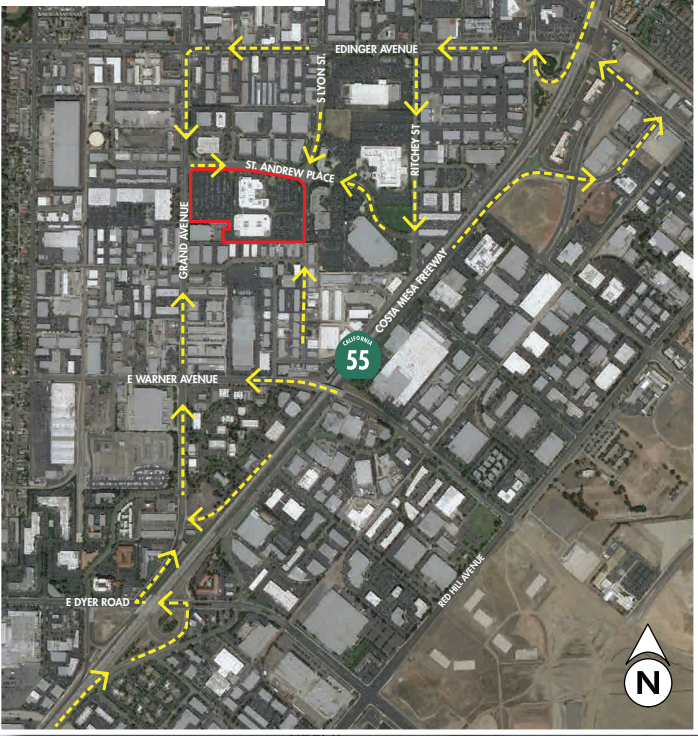 EDINGER AVENUE
S LYON ST.
RITCHEY ST.
ST. ANDREW PLACE
GRAND AVENUE
COSTA MESA FREEWAY
CALIFORNIA
55
E WARNER AVENUE
RED HILL AVENUE
E DYER ROAD
N